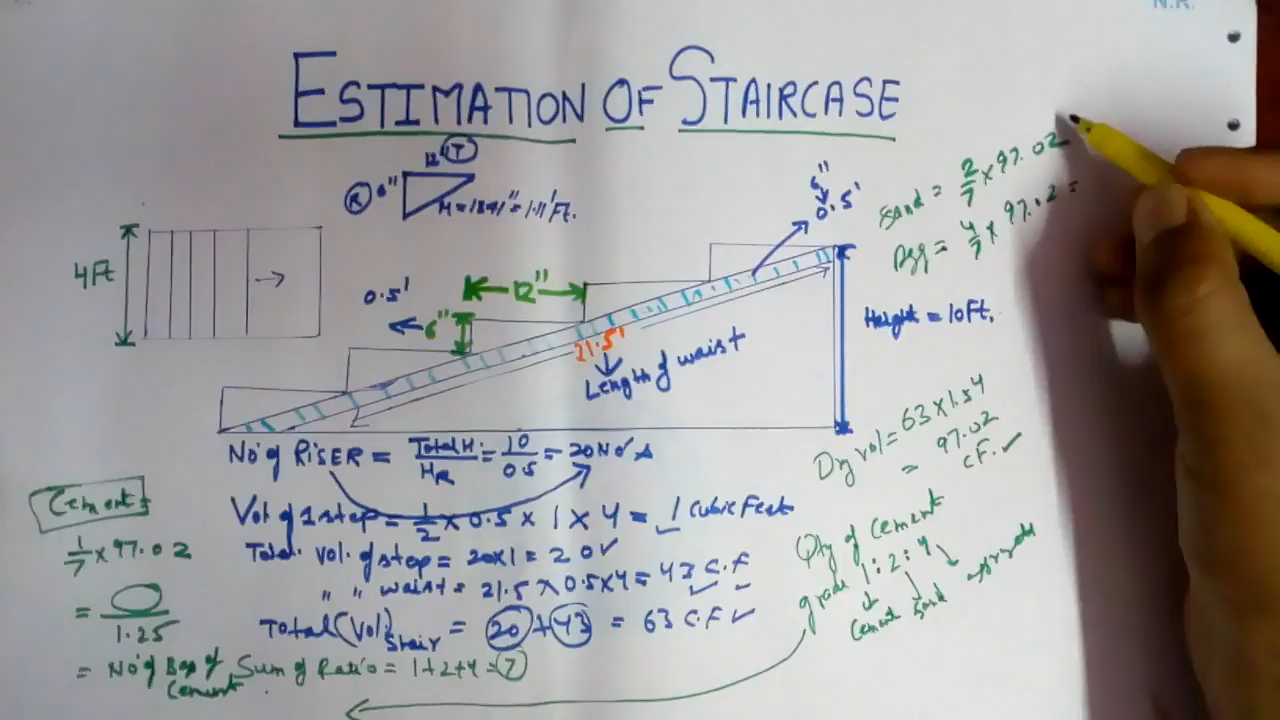 N.R.
ESTIMATION OF STAIRCASE
12" T
R 6"
= 1.11' Ft.
4Ft
0.5'
6"
12"
6"
0.5'
21.5'
Length of waist
Height = 10Ft.
Sand = 2/7 × 97.02
Agg = 4/7 × 97.02 =
No of RISER = Total H / HR = 10 / 0.5 = 20 No's
Vol of 1 step = 1/2 × 0.5 × 1 × 4 = 1 Cubic Feet
Total vol. of step = 20×1 = 20 ✓
" " waist = 21.5 × 0.5×4 = 43 C.F
Total (Vol) Stair = 20 + 43 = 63 C.F ✓
Sum of Ratio = 1+2+4 = 7
Cement:
1/7 × 97.02
=
1.25
= No of Bag of
Cement
Dry vol = 63 × 1.54
= 97.02
CF. ✓
Qty of Cement
grade 1:2:4
Cement Sand